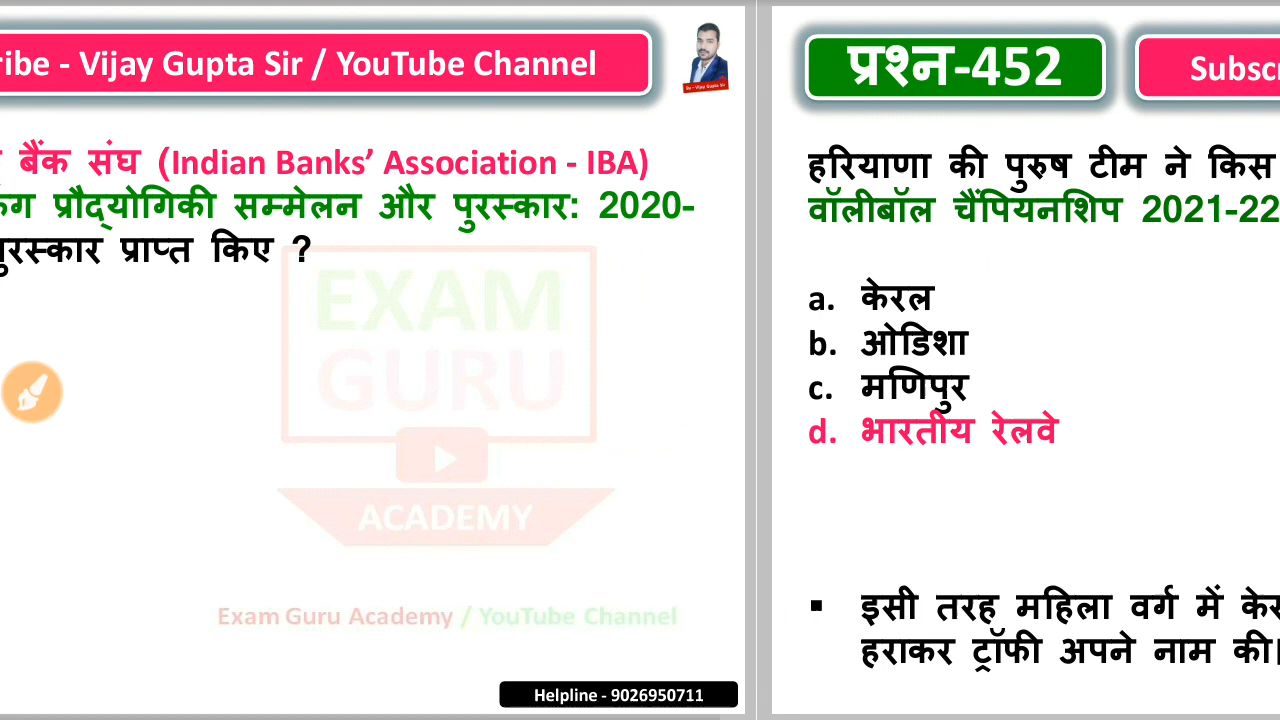 ribe - Vijay Gupta Sir / YouTube Channel
बैंक संघ (Indian Banks’ Association - IBA)
प्रौद्योगिकी सम्मेलन और पुरस्कार: 2020-
पुरस्कार प्राप्त किए ?
EXAM
GURU
ACADEMY
Exam Guru Academy / YouTube Channel
Helpline - 9026950711
प्रश्न-452
Subsc
हरियाणा की पुरुष टीम ने किस
वॉलीबॉल चैंपियनशिप 2021-22
a. केरल
b. ओडिशा
c. मणिपुर
d. भारतीय रेलवे
▪ इसी तरह महिला वर्ग में
हराकर ट्रॉफी अपने नाम की।